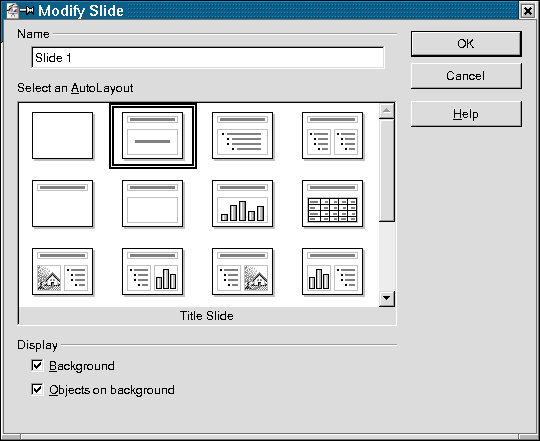 Modify Slide
Name
Slide 1
OK
Cancel
Help
Select an AutoLayout
Title Slide
Display
Background
Objects on background